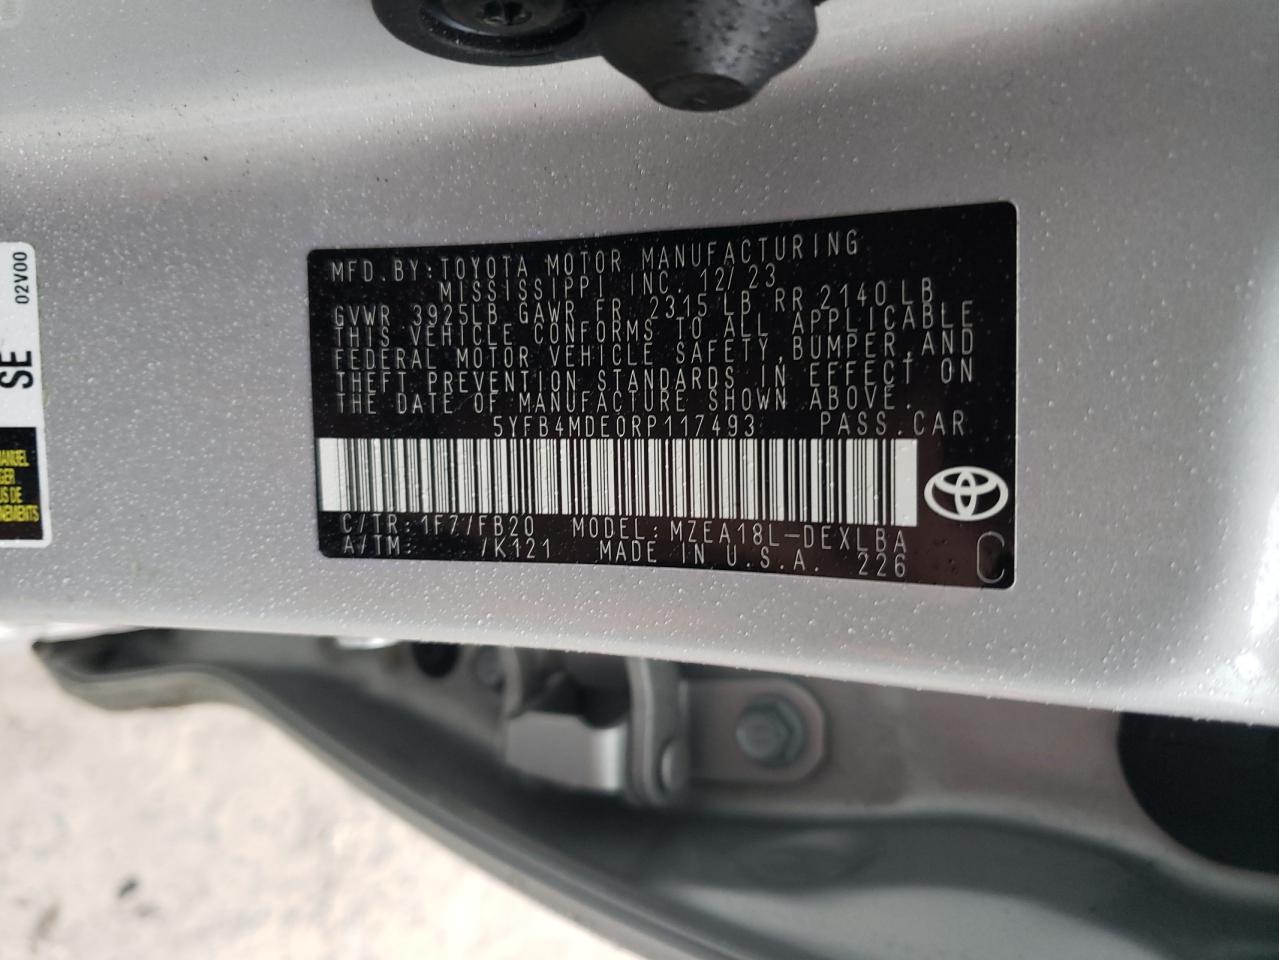 MFD.BY:TOYOTA MOTOR MANUFACTURING
MISSISSIPPI INC. 12/23
GVWR 3925LB GAWR FR 2315LB RR 2140LB
THIS VEHICLE CONFORMS TO ALL APPLICABLE
FEDERAL MOTOR VEHICLE SAFETY,BUMPER,AND
THEFT PREVENTION STANDARDS IN EFFECT ON
THE DATE OF MANUFACTURE SHOWN ABOVE.
5YFB4MDE0RP117493 PASS.CAR
C/TR:1F7/FB20 MODEL:MZEA18L-DEXLBA
A/TM: /K121 MADE IN U.S.A. 226
C
SE
02V00